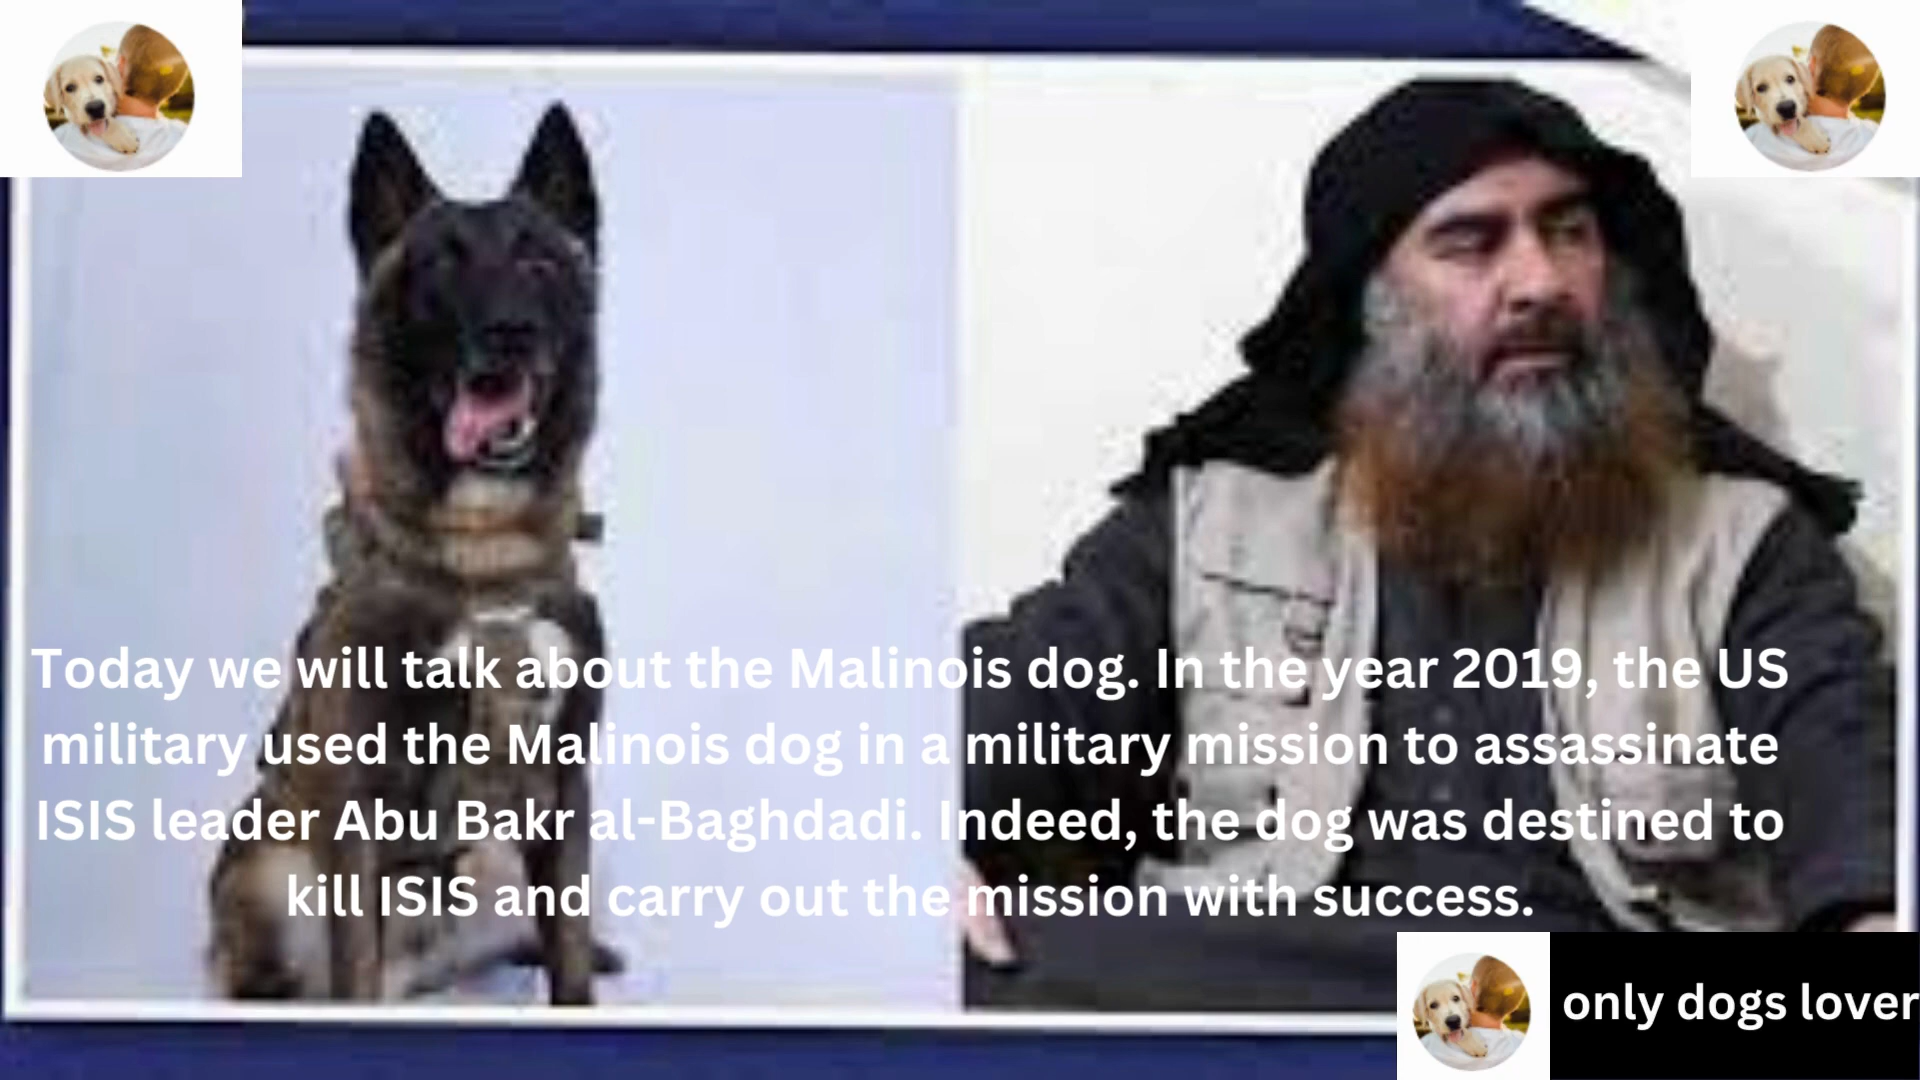 Today we will talk about the Malinois dog. In the year 2019, the US
military used the Malinois dog in a military mission to assassinate
ISIS leader Abu Bakr al-Baghdadi. Indeed, the dog was destined to
kill ISIS and carry out the mission with success.
only dogs lover